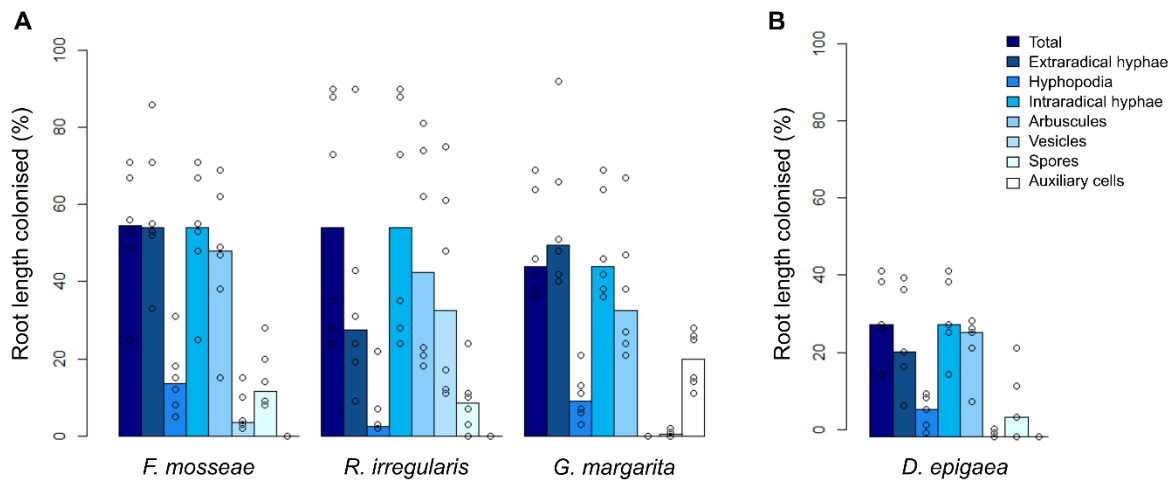 A
B
Root length colonised (%)
100
80
60
40
20
0
F. mosseae
R. irregularis
G. margarita
Root length colonised (%)
100
80
60
40
20
0
D. epigaea
Total
Extraradical hyphae
Hyphopodia
Intraradical hyphae
Arbuscules
Vesicles
Spores
Auxiliary cells